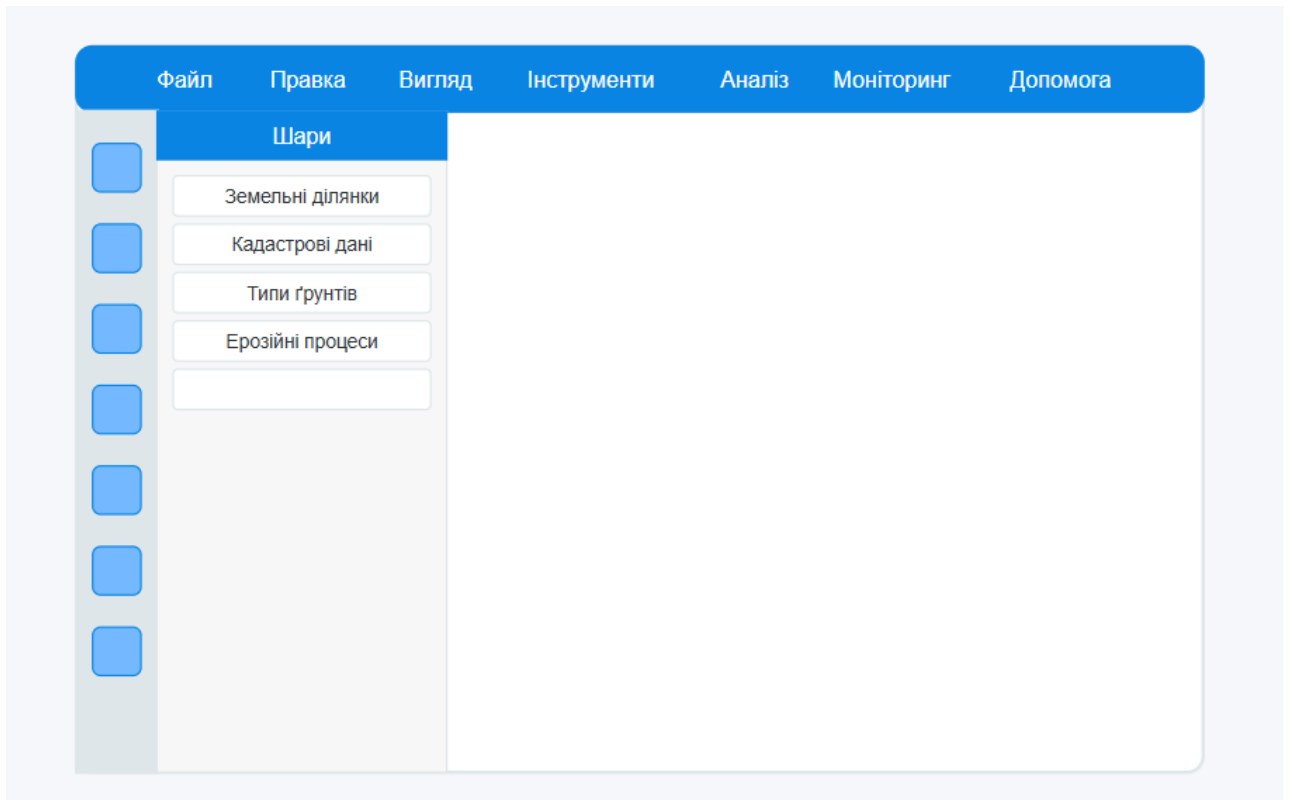 Файл Правка Вигляд Інструменти Аналіз Моніторинг Допомога
Шари
Земельні ділянки
Кадастрові дані
Типи ґрунтів
Ерозійні процеси